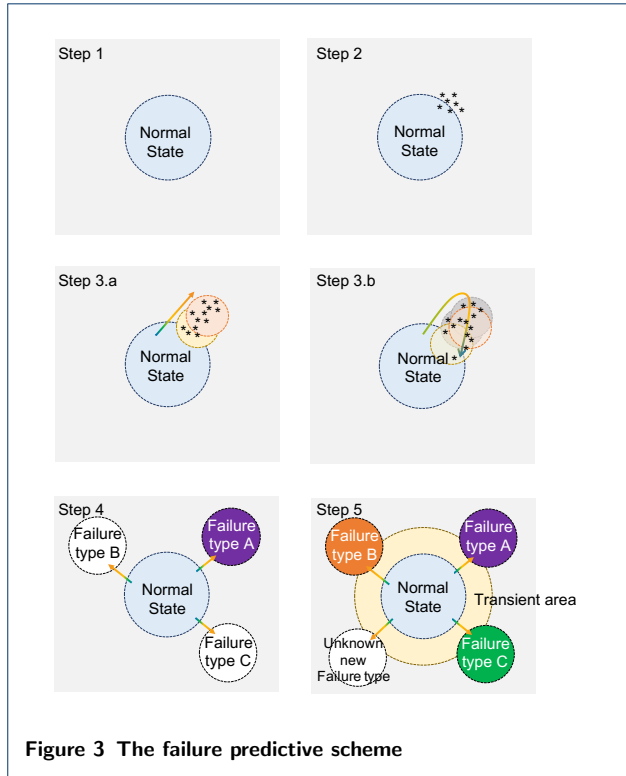 Step 1
Normal
State
Step 2
Normal
State
Step 3.a
Normal
State
Step 3.b
Normal
State
Step 4
Failure
type B
Failure
type A
Normal
State
Failure
type C
Step 5
Failure
type B
Failure
type A
Normal
State
Transient area
Unknown
new
Failure type
Failure
type C
Figure 3 The failure predictive scheme